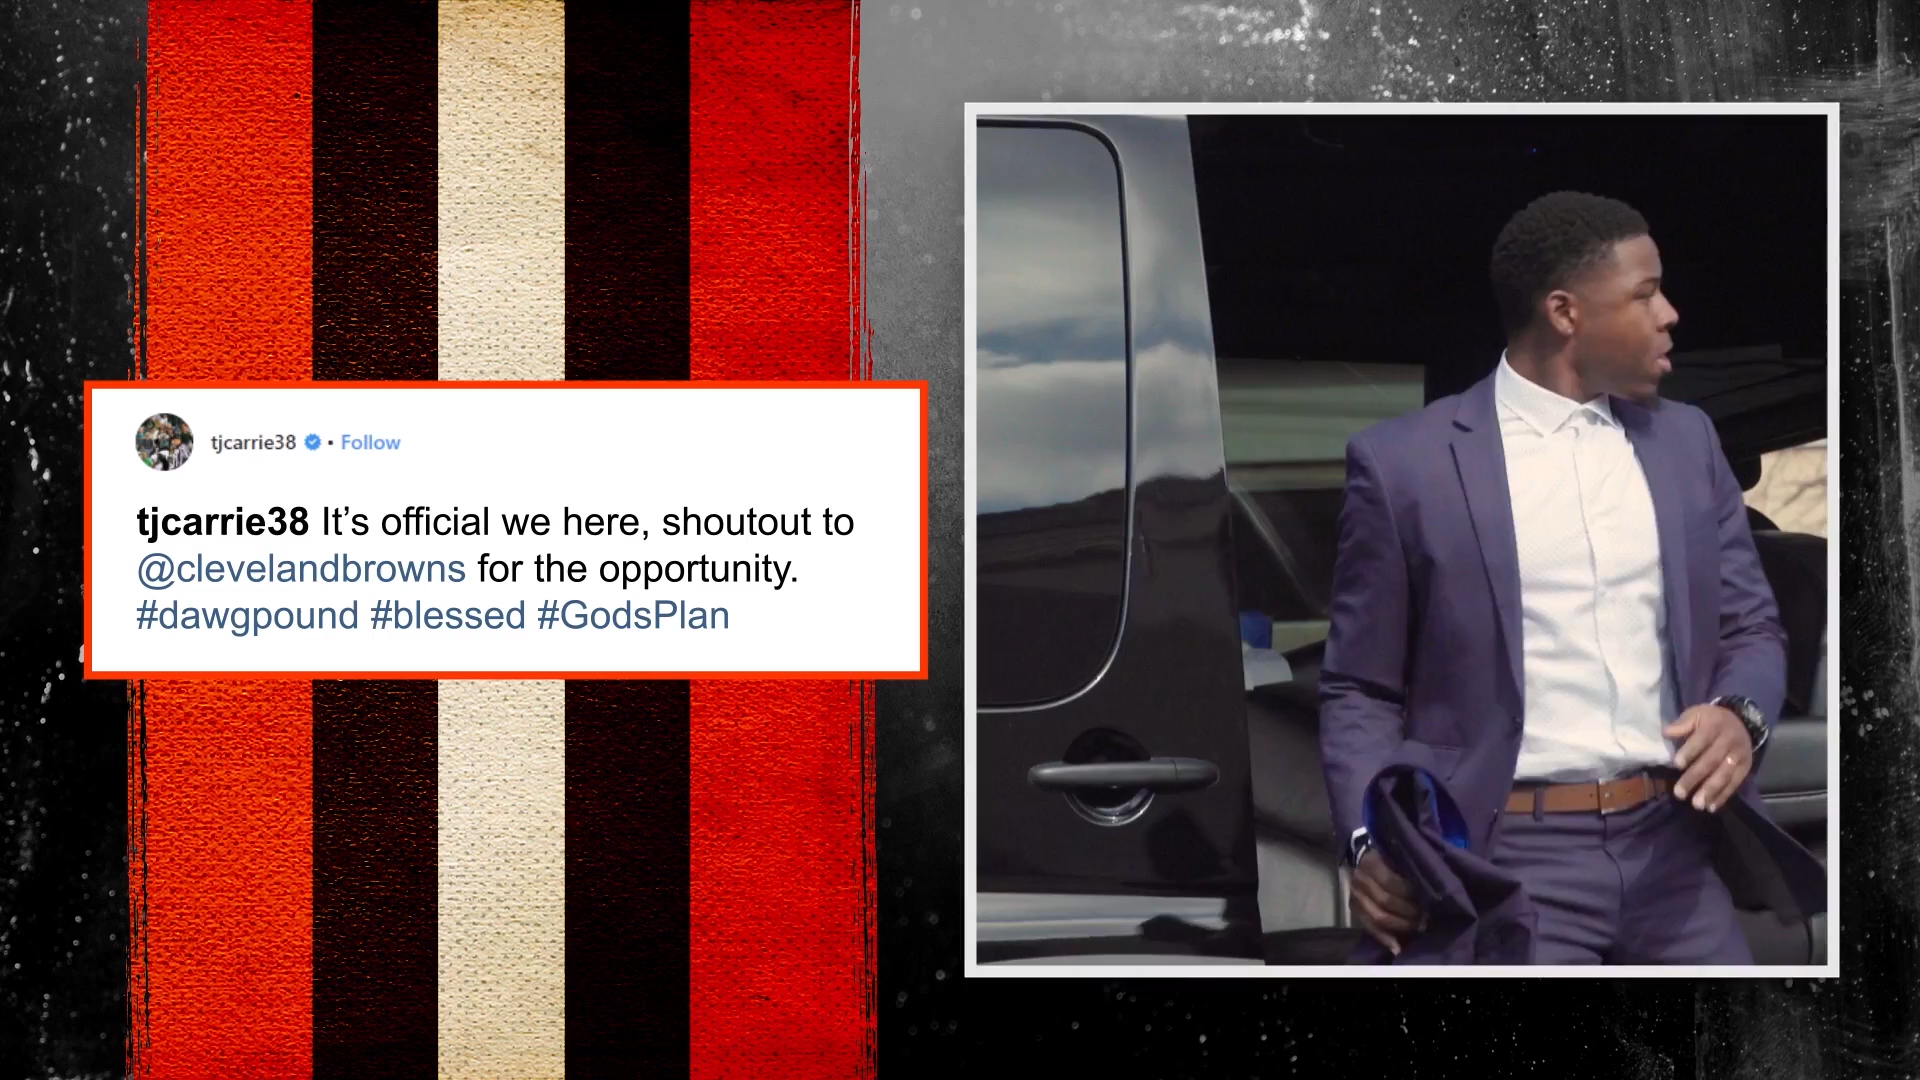 tjcarrie38 • Follow
tjcarrie38 It’s official we here, shoutout to
@clevelandbrowns for the opportunity.
#dawgpound #blessed #GodsPlan